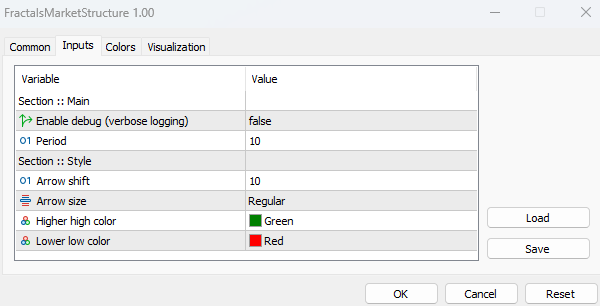 FractalsMarketStructure 1.00
Common Inputs Colors Visualization
Variable Value
Section :: Main
Enable debug (verbose logging) false
01 Period 10
Section :: Style
01 Arrow shift 10
Arrow size Regular
Higher high color Green
Lower low color Red
Load
Save
OK Cancel Reset